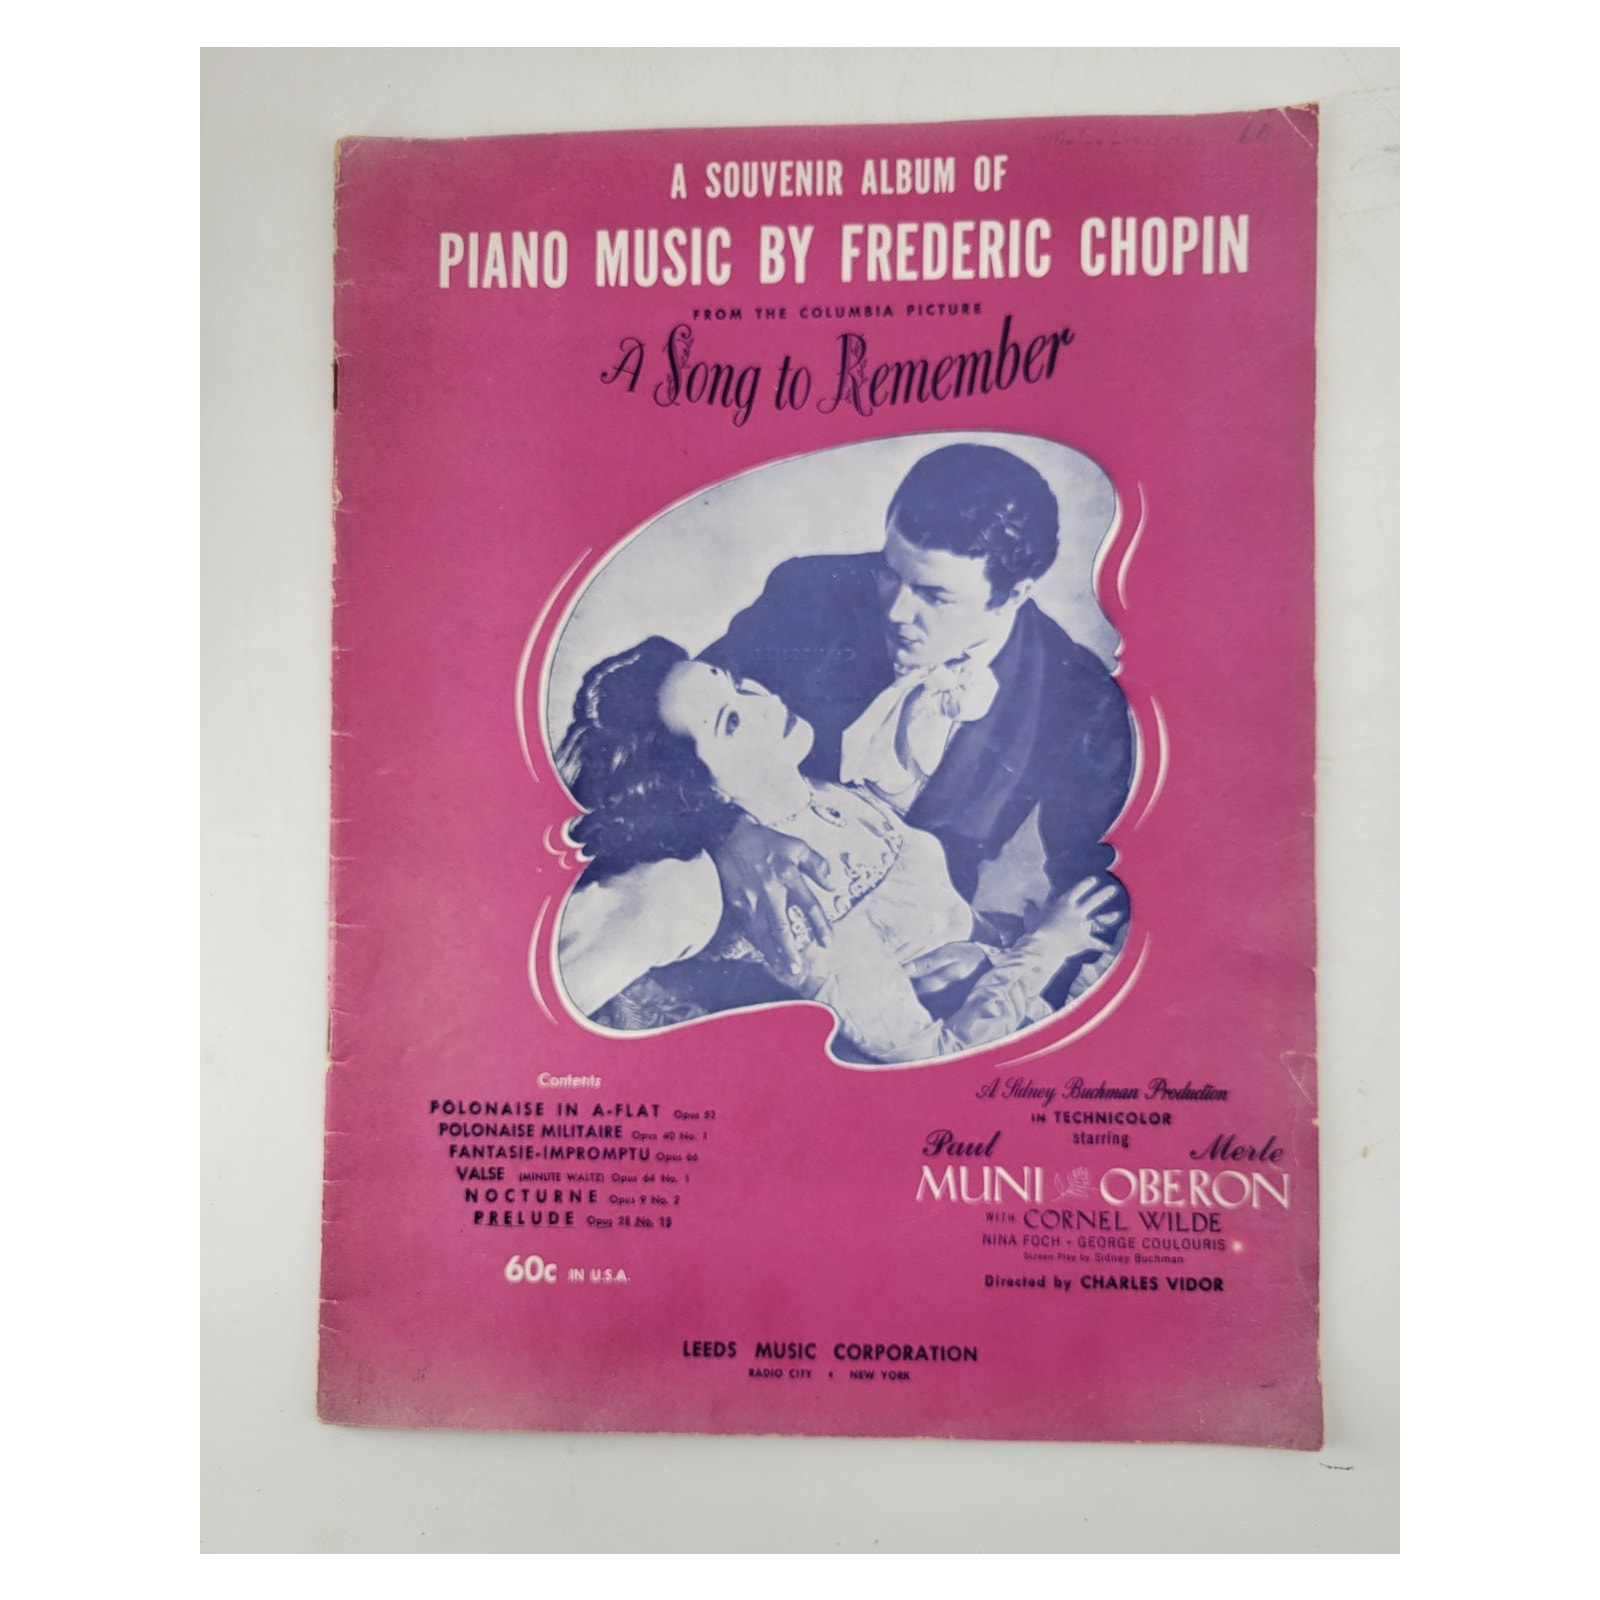 A SOUVENIR ALBUM OF
PIANO MUSIC BY FREDERIC CHOPIN
FROM THE COLUMBIA PICTURE
A Song to Remember
Contents
POLONAISE IN A-FLAT Opus 53
POLONAISE MILITAIRE Opus 40 No. 1
FANTASIE-IMPROMPTU Opus 66
VALSE (MINUTE WALTZ) Opus 64 No. 1
NOCTURNE Opus 9 No. 2
PRELUDE Opus 28 No. 15
60c IN U.S.A.
A Sidney Buchman Production
IN TECHNICOLOR
starring
Paul Merle
MUNI OBERON
WITH CORNEL WILDE
NINA FOCH • GEORGE COULOURIS
Screen Play by Sidney Buchman
Directed by CHARLES VIDOR
LEEDS MUSIC CORPORATION
RADIO CITY • NEW YORK